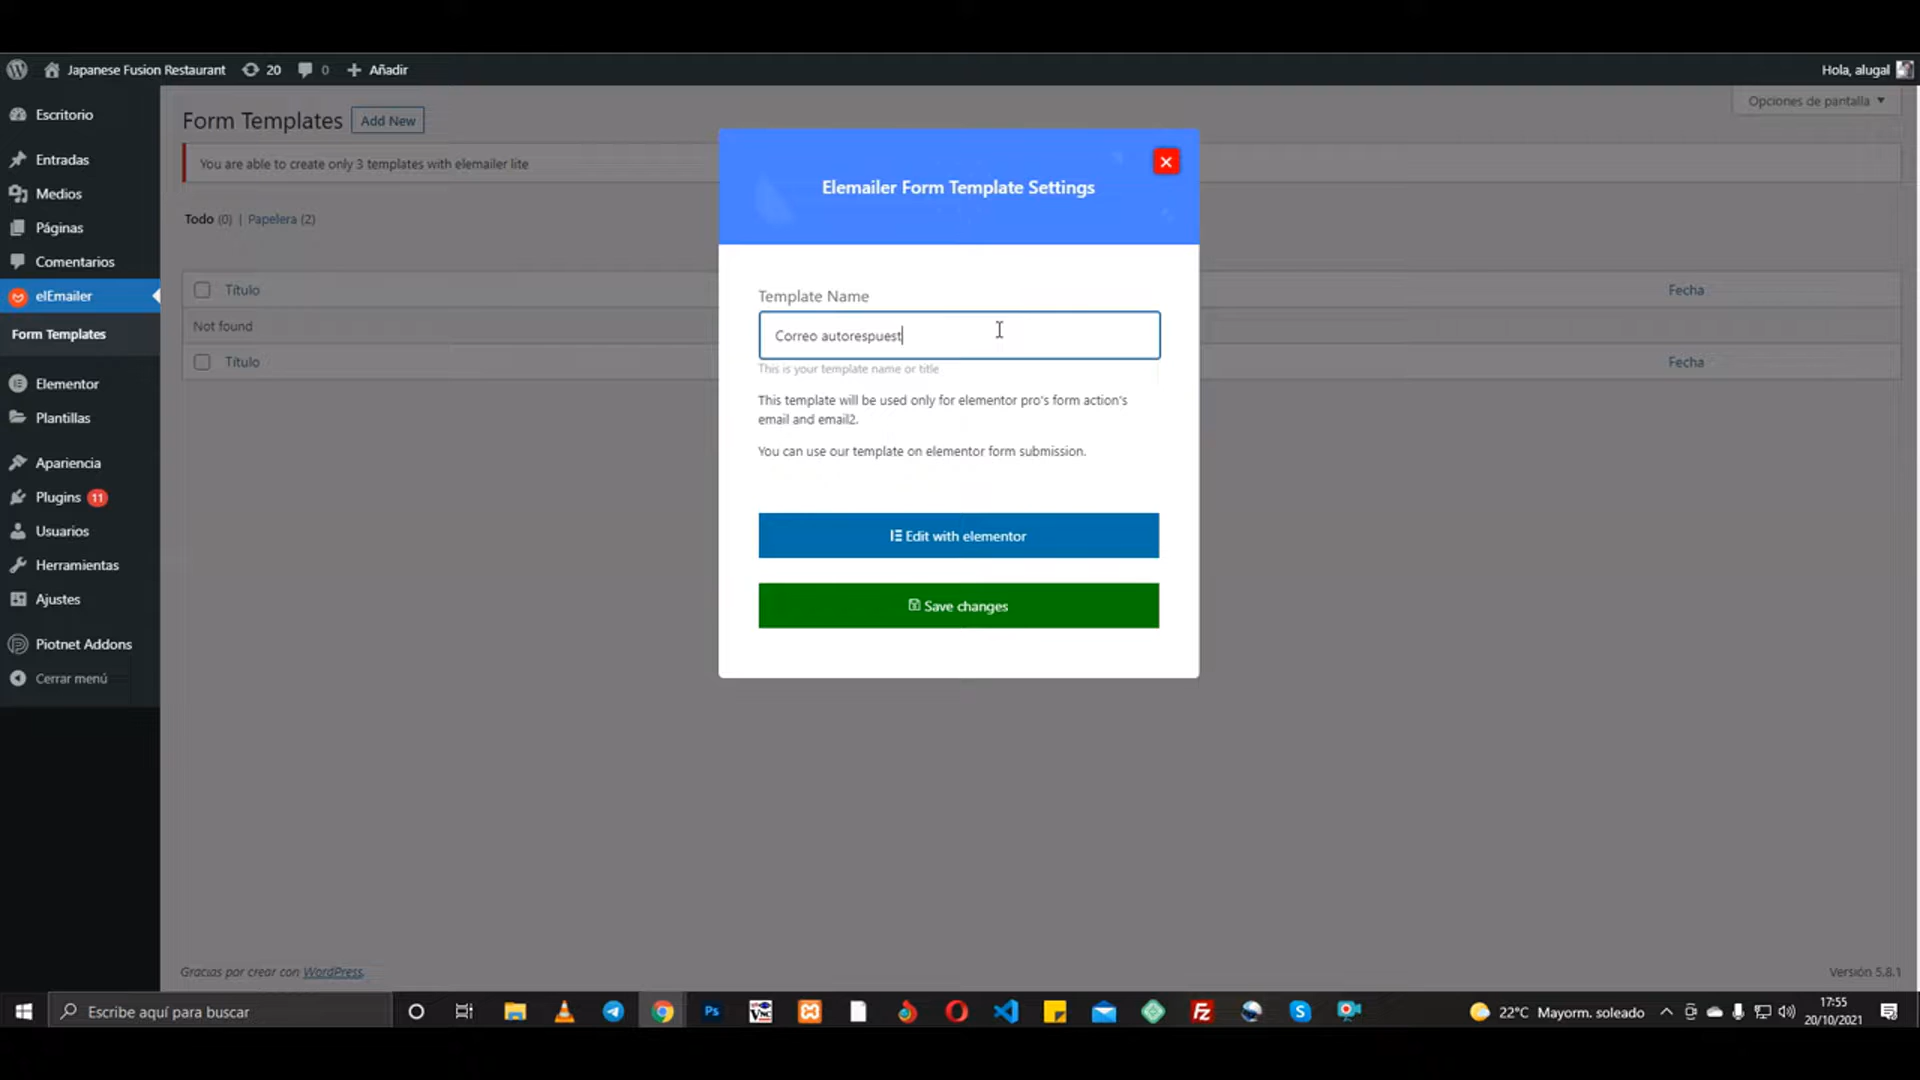 Japanese Fusion Restaurant 20 0 Añadir
Hola, alugal
Escritorio
Entradas
Medios
Páginas
Comentarios
elEmailer
Form Templates
Elementor
Plantillas
Apariencia
Plugins 11
Usuarios
Herramientas
Ajustes
Piotnet Addons
Cerrar menú
Form Templates Add New
Opciones de pantalla
You are able to create only 3 templates with elemailer lite
Todo (0) | Papelera (2)
Título Fecha
Not found
Título Fecha
Elemailer Form Template Settings
Template Name
Correo autorespuest
This is your template name or title
This template will be used only for elementor pro's form action's
email and email2.
You can use our template on elementor form submission.
Edit with elementor
Save changes
Gracias por crear con WordPress.
Versión 5.8.1
Escribe aquí para buscar
Ps
VNC
Fz
S
22°C Mayorm. soleado
17:55
20/10/2021